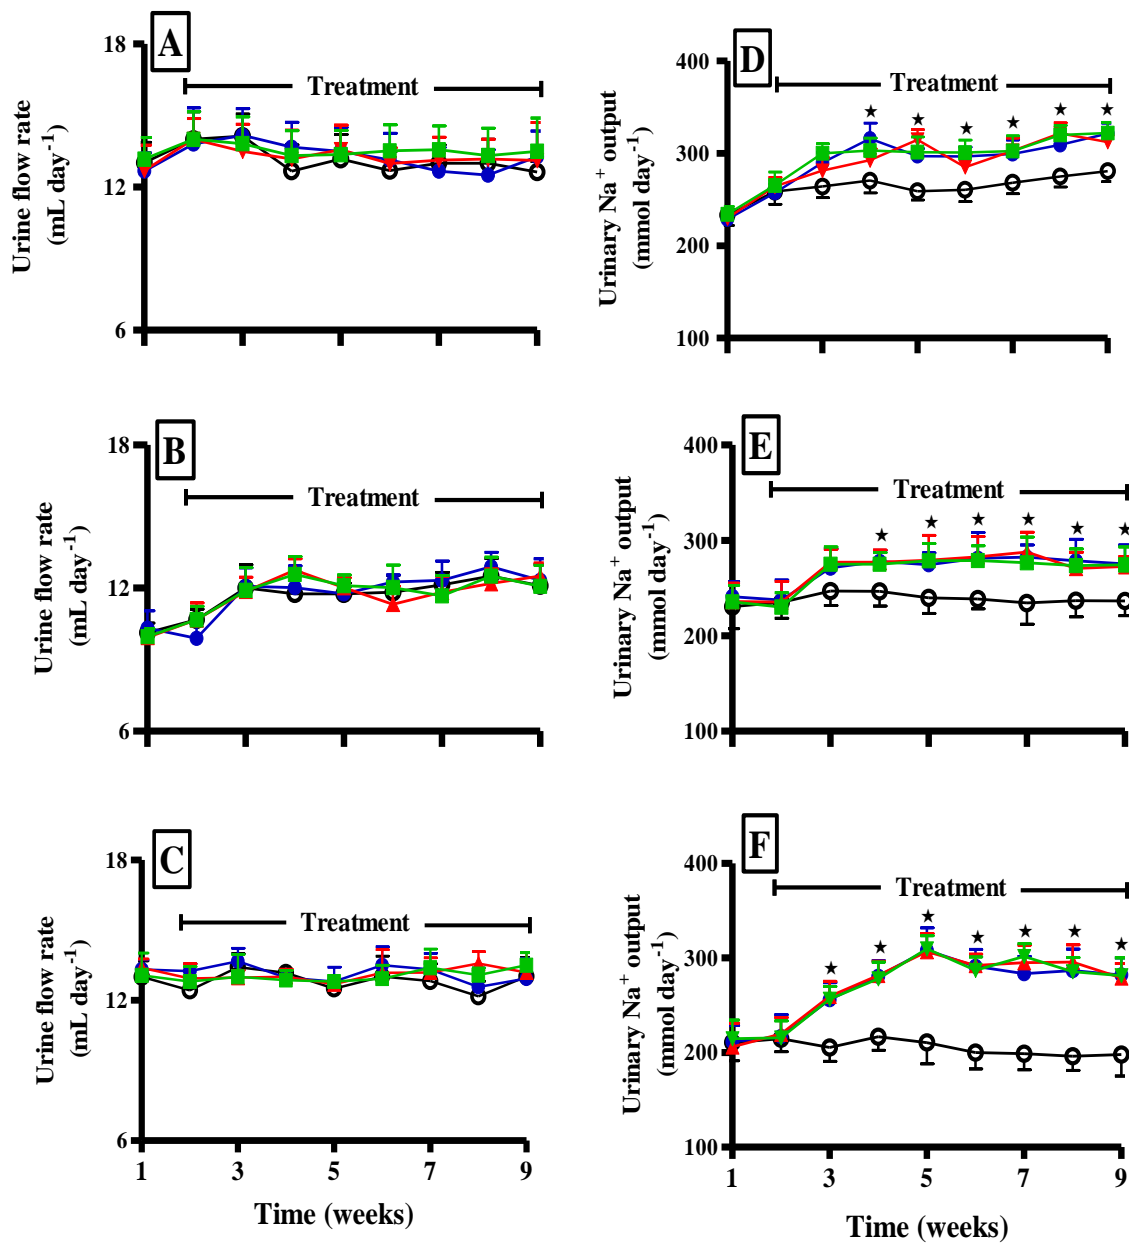 A
18
12
6
Treatment
Urine flow rate
(mL day⁻¹)
D
400
300
200
100
Treatment
★ ★ ★ ★ ★ ★
Urinary Na⁺ output
(mmol day⁻¹)
B
18
12
6
Treatment
Urine flow rate
(mL day⁻¹)
E
400
300
200
100
Treatment
★ ★ ★ ★ ★ ★
Urinary Na⁺ output
(mmol day⁻¹)
C
18
12
6
Treatment
Urine flow rate
(mL day⁻¹)
1 3 5 7 9
Time (weeks)
F
400
300
200
100
Treatment
★ ★ ★ ★ ★ ★ ★
Urinary Na⁺ output
(mmol day⁻¹)
1 3 5 7 9
Time (weeks)